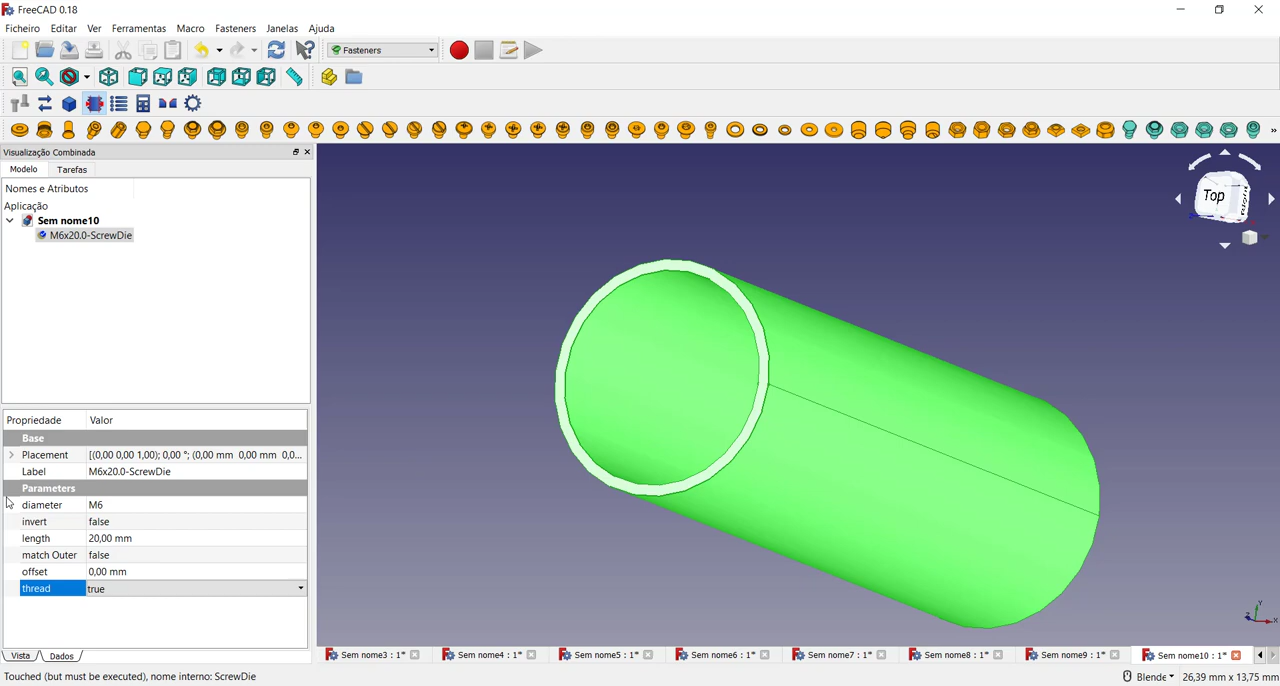 FreeCAD 0.18
Ficheiro Editar Ver Ferramentas Macro Fasteners Janelas Ajuda
Fasteners
Visualização Combinada
Modelo Tarefas
Nomes e Atributos
Aplicação
Sem nome10
M6x20.0-ScrewDie
Top
Right
Propriedade Valor
Base
Placement [(0,00 0,00 1,00); 0,00 °; (0,00 mm 0,00 mm 0,0...
Label M6x20.0-ScrewDie
Parameters
diameter M6
invert false
length 20,00 mm
match Outer false
offset 0,00 mm
thread true
Y
Z X
Vista Dados
Sem nome3 : 1* Sem nome4 : 1* Sem nome5 : 1* Sem nome6 : 1* Sem nome7 : 1* Sem nome8 : 1* Sem nome9 : 1* Sem nome10 : 1*
Touched (but must be executed), nome interno: ScrewDie Blende 26,39 mm x 13,75 mm